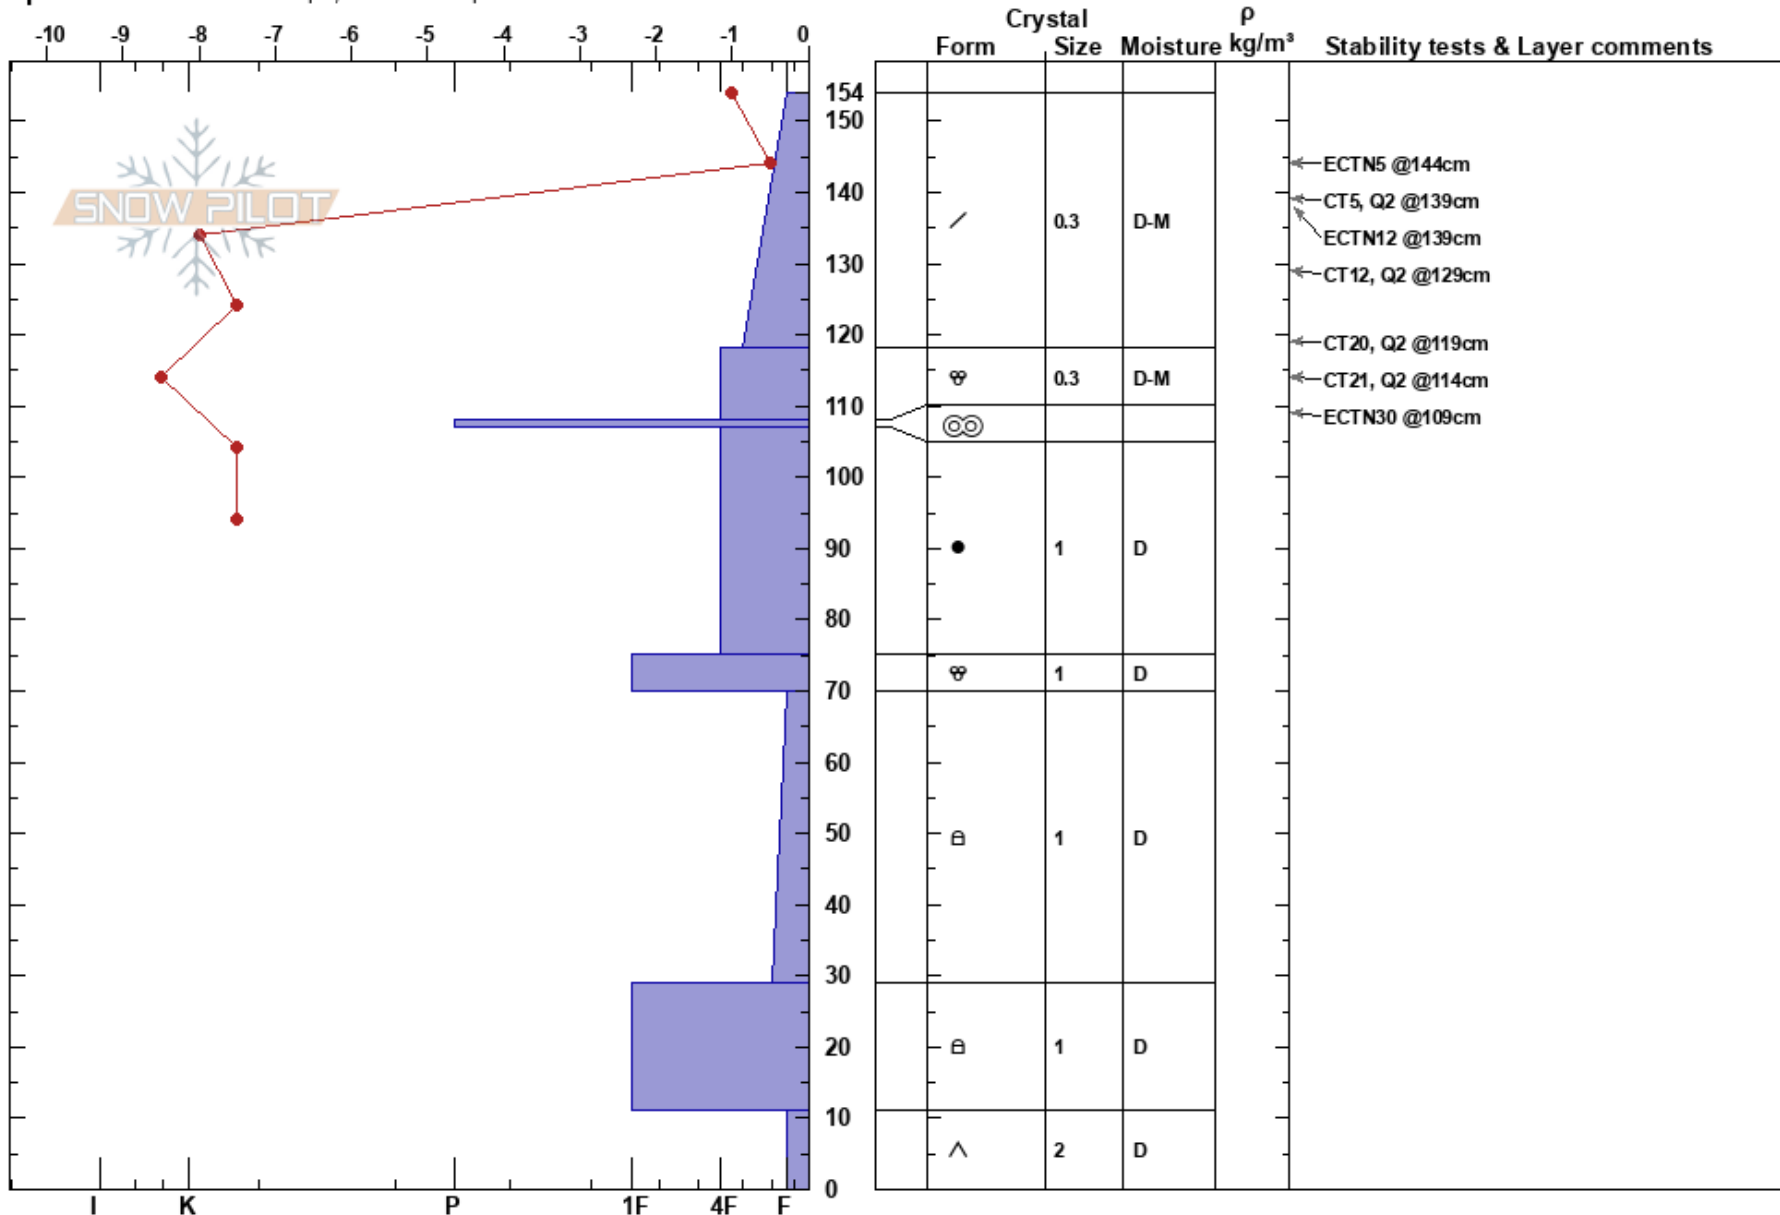 -10 -9 -8 -7 -6 -5 -4 -3 -2 -1 0
Crystal ρ
Form Size Moisture kg/m³ Stability tests & Layer comments
154
150
SNOW PILOT
ECTN5 @144cm
140
CT5, Q2 @139cm
0.3 D-M
ECTN12 @139cm
130
CT12, Q2 @129cm
120
CT20, Q2 @119cm
0.3 D-M
CT21, Q2 @114cm
110
ECTN30 @109cm
100
90
1 D
80
1 D
70
60
50
1 D
40
30
20
1 D
10
2 D
0
I K P 1F 4F F